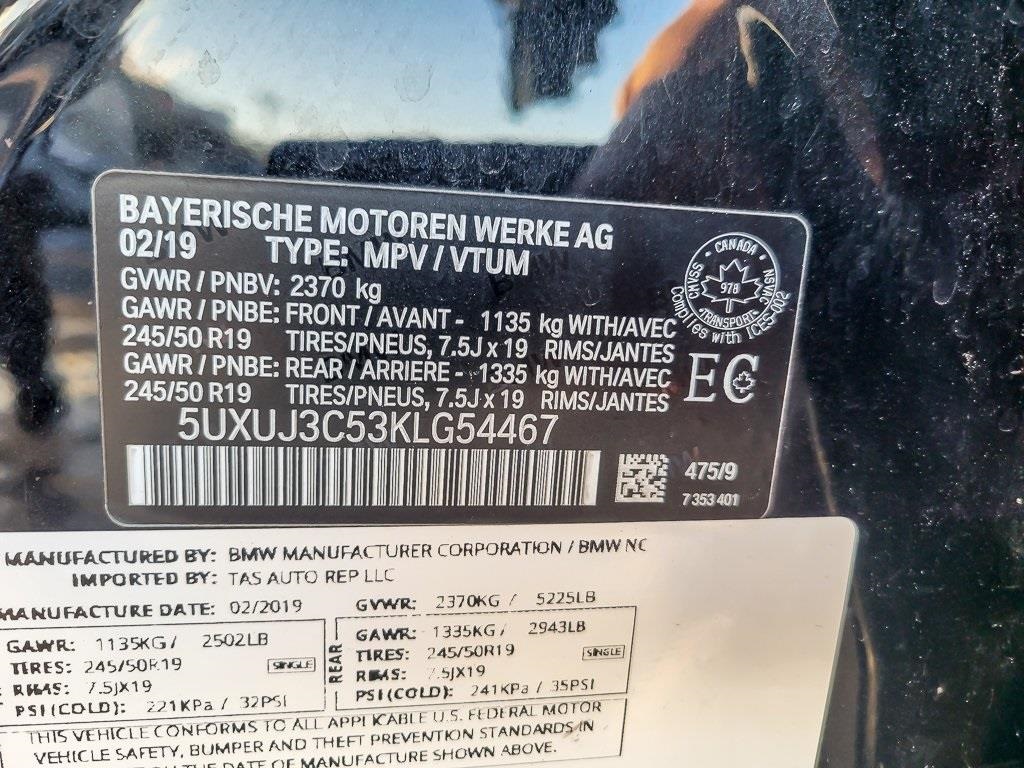 BAYERISCHE MOTOREN WERKE AG
02/19 TYPE: MPV / VTUM
GVWR / PNBV: 2370 kg
GAWR / PNBE: FRONT / AVANT - 1135 kg WITH/AVEC
245/50 R19 TIRES/PNEUS, 7.5J x 19 RIMS/JANTES
GAWR / PNBE: REAR / ARRIERE - 1335 kg WITH/AVEC
245/50 R19 TIRES/PNEUS, 7.5J x 19 RIMS/JANTES
5UXUJ3C53KLG54467
CANADA
CMVSS NSVAC
978
TRANSPORT
Complies with ICES-002
EC
475/9
7 353 401
MANUFACTURED BY: BMW MANUFACTURER CORPORATION / BMW NC
IMPORTED BY: TAS AUTO REP LLC
MANUFACTURE DATE: 02/2019 GVWR: 2370KG / 5225LB
GAWR: 1135KG / 2502LB
TIRES: 245/50R19 SINGLE
RIMS: 7.5JX19
PSI(COLD): 221KPa / 32PSI
REAR
GAWR: 1335KG / 2943LB
TIRES: 245/50R19 SINGLE
RIMS: 7.5JX19
PSI(COLD): 241KPa / 35PSI
THIS VEHICLE CONFORMS TO ALL APPLICABLE U.S. FEDERAL MOTOR
VEHICLE SAFETY, BUMPER AND THEFT PREVENTION STANDARDS IN
ON THE DATE OF MANUFACTURE SHOWN ABOVE.